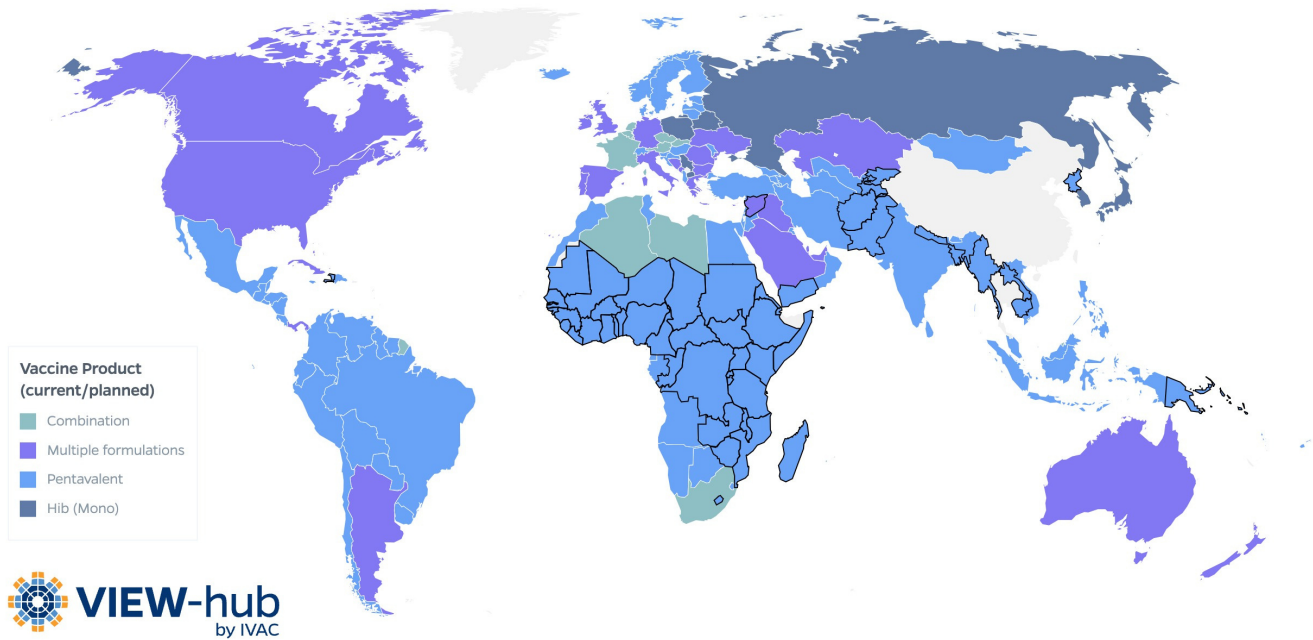 Vaccine Product
(current/planned)
Combination
Multiple formulations
Pentavalent
Hib (Mono)
VIEW-hub
by IVAC